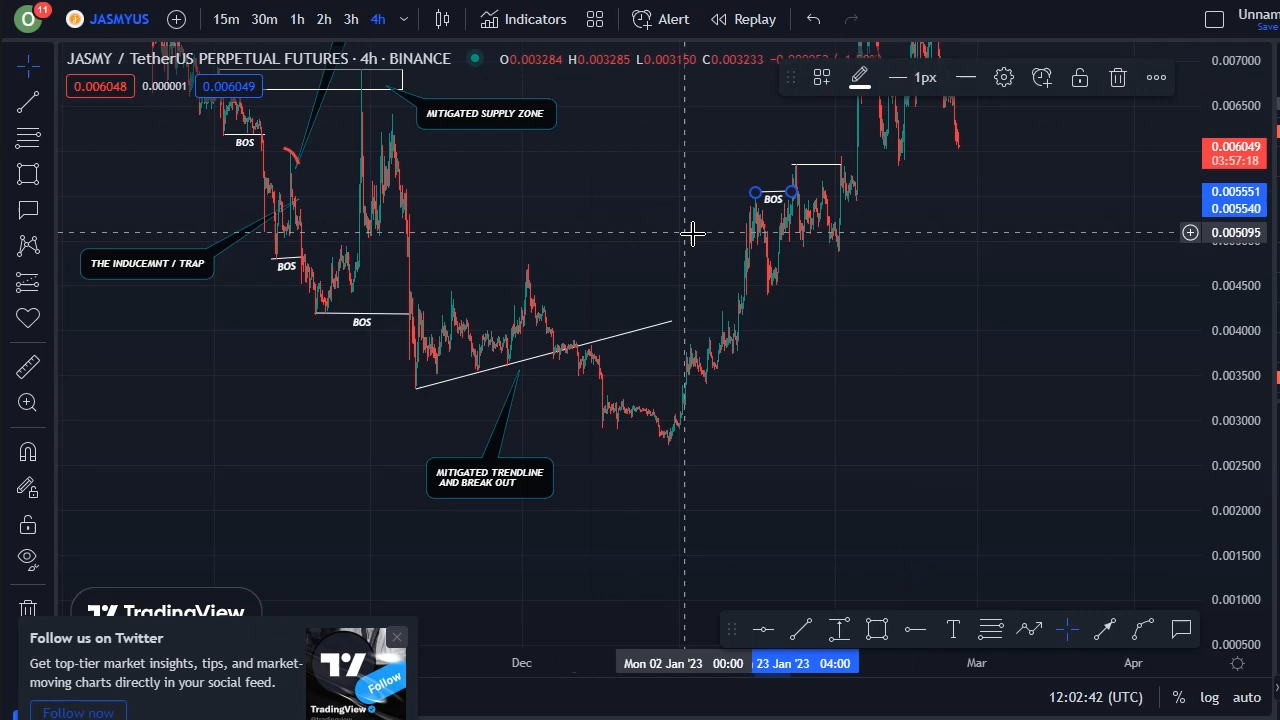 11
JASMYUS
15m 30m 1h 2h 3h 4h
Indicators
Alert
Replay
Unnam
Save
JASMY / TetherUS PERPETUAL FUTURES · 4h · BINANCE
O0.003284 H0.003285 L0.003150 C0.003233
0.006048 0.000001 0.006049
1px
MITIGATED SUPPLY ZONE
BOS
THE INDUCEMNT / TRAP
BOS
BOS
BOS
MITIGATED TRENDLINE
AND BREAK OUT
0.007000
0.006500
0.006049
03:57:18
0.005551
0.005540
0.005095
0.004500
0.004000
0.003500
0.003000
0.002500
0.002000
0.001500
0.001000
0.000500
TradingView
Follow us on Twitter
Get top-tier market insights, tips, and market-
moving charts directly in your social feed.
Follow now
Follow
TradingView
Dec
Mon 02 Jan '23 00:00
23 Jan '23 04:00
Mar
Apr
12:02:42 (UTC)
% log auto